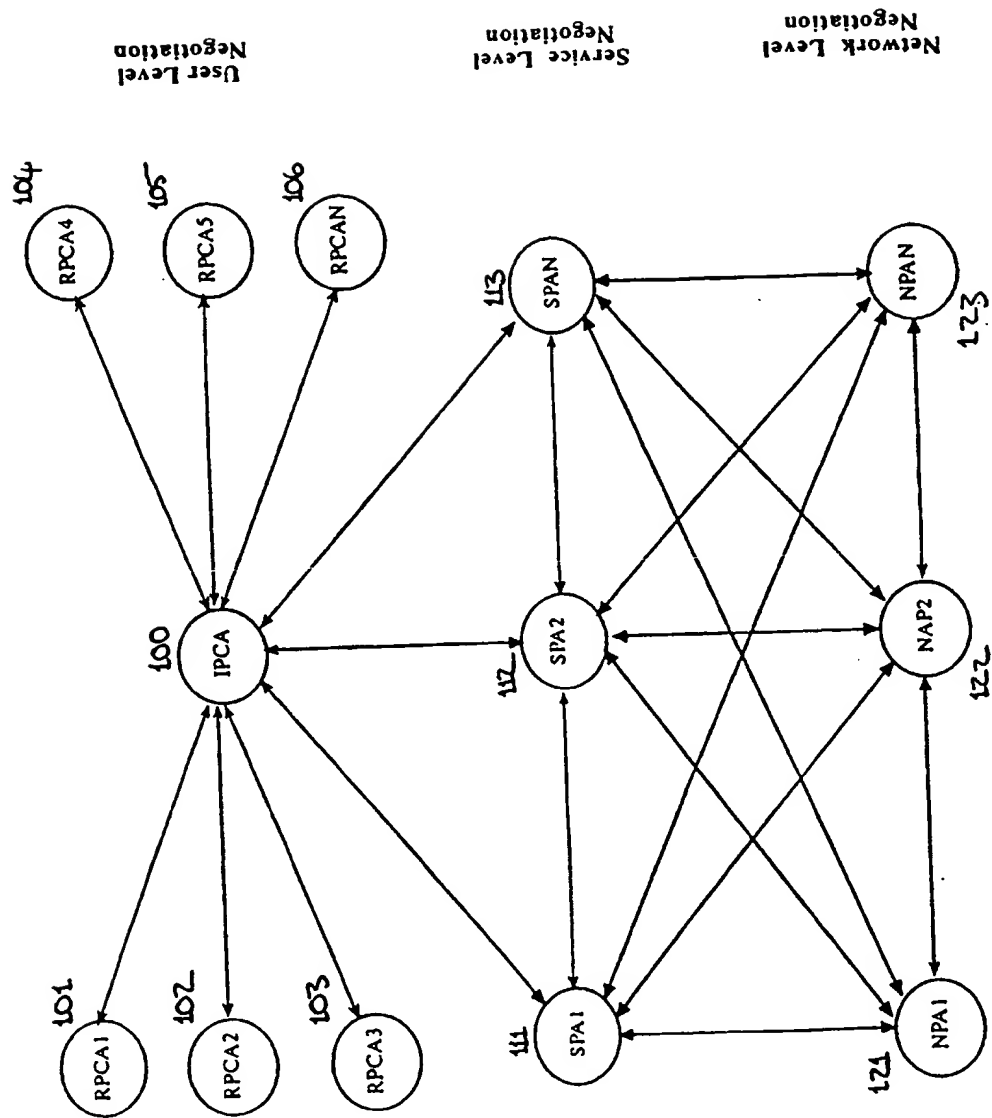 101
RPCA1
102
RPCA2
103
RPCA3
100
IPCA
104
RPCA4
105
RPCA5
106
RPCAN
User Level
Negotiation
111
SPA1
112
SPA2
113
SPAN
Service Level
Negotiation
121
NPA1
122
NAP2
123
NPAN
Network Level
Negotiation